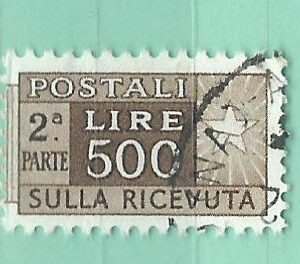 POSTALI
2ª LIRE
PARTE 500
SULLA RICEVUTA